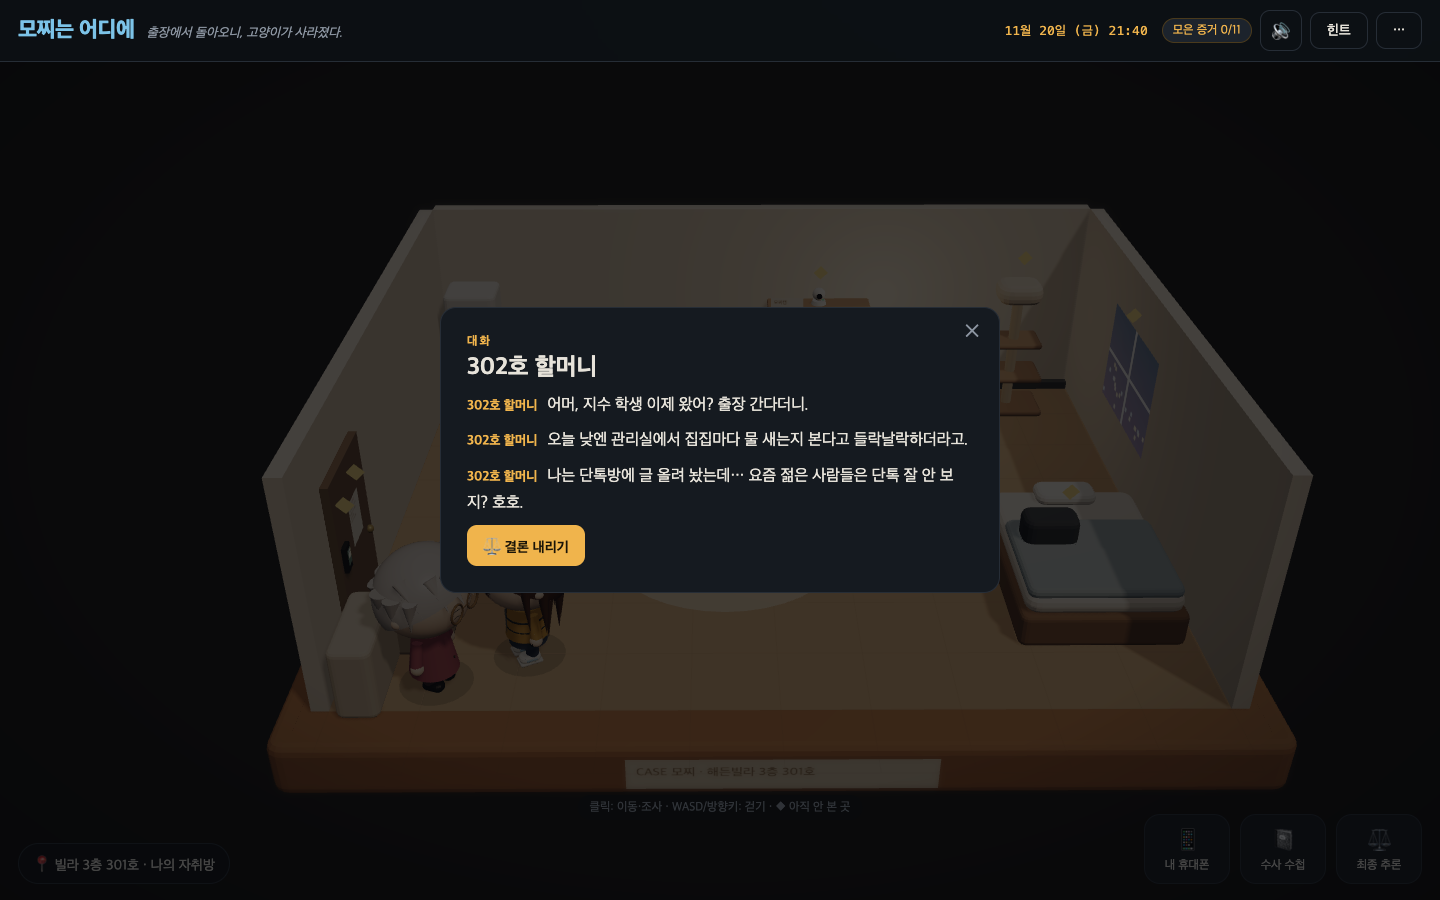 모찌는 어디에
출장에서 돌아오니, 고양이가 사라졌다.
11월 20일 (금) 21:40
모은 증거 0/11
힌트
···
대화
302호 할머니
302호 할머니 어머, 지수 학생 이제 왔어? 출장 간다더니.
302호 할머니 오늘 낮엔 관리실에서 집집마다 물 새는지 본다고 들락날락하더라고.
302호 할머니 나는 단톡방에 글 올려 놨는데… 요즘 젊은 사람들은 단톡 잘 안 보
지? 호호.
결론 내리기
CASE 모찌 · 해든빌라 3층 301호
클릭: 이동·조사 · WASD/방향키: 걷기 · ◆ 아직 안 본 곳
빌라 3층 301호 · 나의 자취방
내 휴대폰
수사 수첩
최종 추론